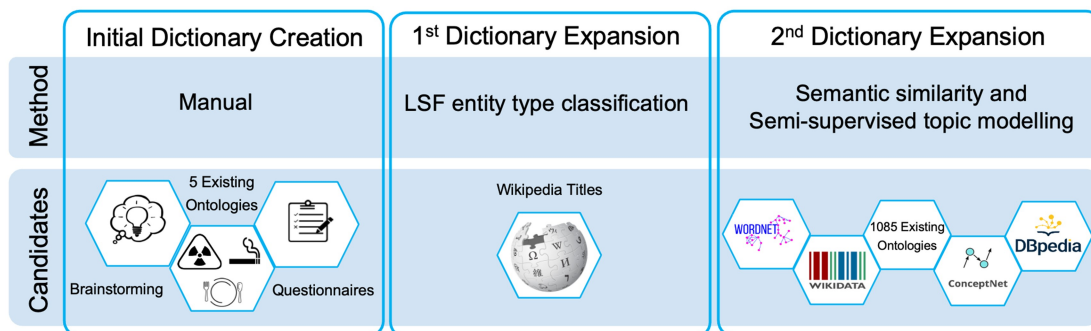 Initial Dictionary Creation
1st Dictionary Expansion
2nd Dictionary Expansion
Method
Manual
LSF entity type classification
Semantic similarity and
Semi-supervised topic modelling
Candidates
5 Existing
Ontologies
Brainstorming
Questionnaires
Wikipedia Titles
Ω
W
И
WORDNET
WIKIDATA
1085 Existing
Ontologies
ConceptNet
DBpedia